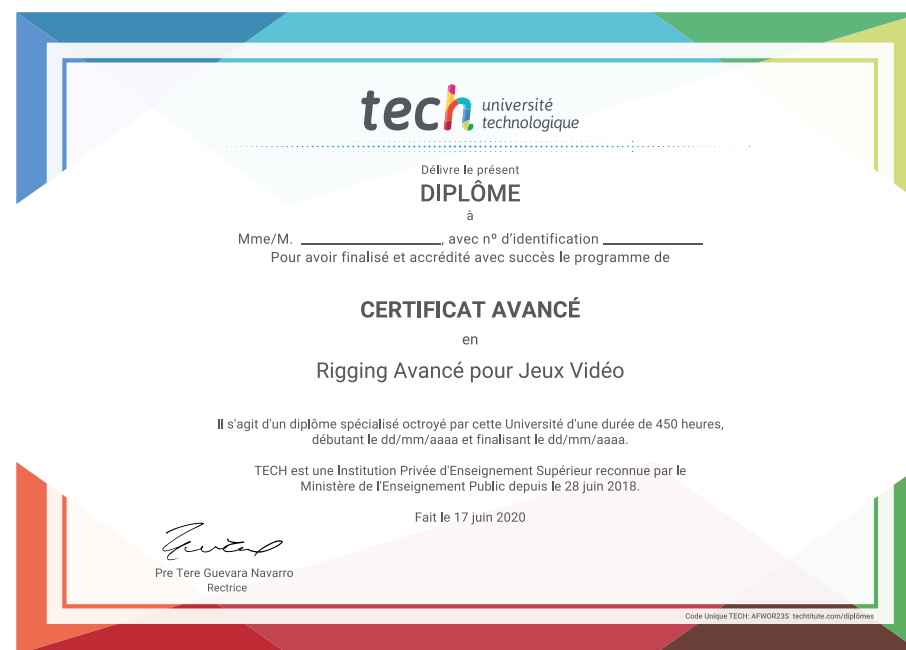 tech université
technologique
Délivre le présent
DIPLÔME
à
Mme/M. ____________________, avec nº d'identification ______________
Pour avoir finalisé et accrédité avec succès le programme de
CERTIFICAT AVANCÉ
en
Rigging Avancé pour Jeux Vidéo
Il s'agit d'un diplôme spécialisé octroyé par cette Université d'une durée de 450 heures,
débutant le dd/mm/aaaa et finalisant le dd/mm/aaaa.
TECH est une Institution Privée d'Enseignement Supérieur reconnue par le
Ministère de l'Enseignement Public depuis le 28 juin 2018.
Fait le 17 juin 2020
Pre Tere Guevara Navarro
Rectrice
Code Unique TECH: AFWOR23S techtitute.com/diplômes